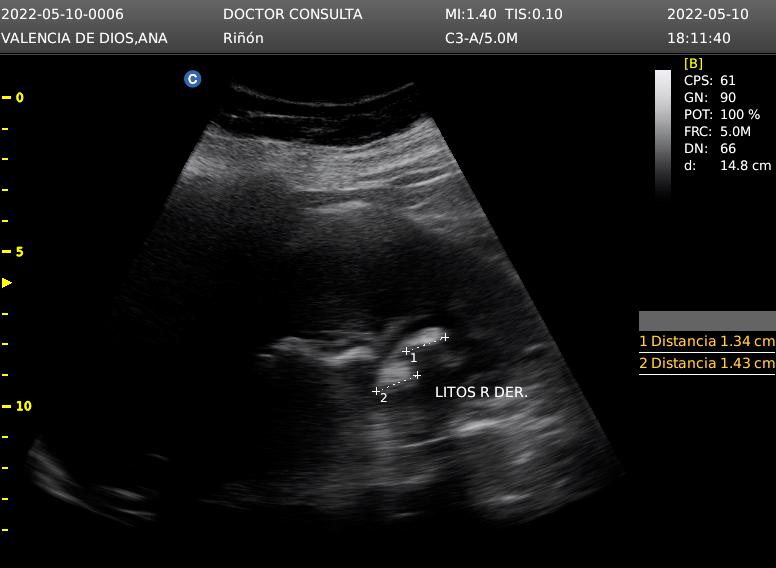 2022-05-10-0006 DOCTOR CONSULTA MI:1.40 TIS:0.10 2022-05-10
VALENCIA DE DIOS,ANA Riñón C3-A/5.0M 18:11:40
C
[B]
CPS: 61
GN: 90
POT: 100 %
FRC: 5.0M
DN: 66
d: 14.8 cm
0
5
10
1
2
LITOS R DER.
1 Distancia 1.34 cm
2 Distancia 1.43 cm